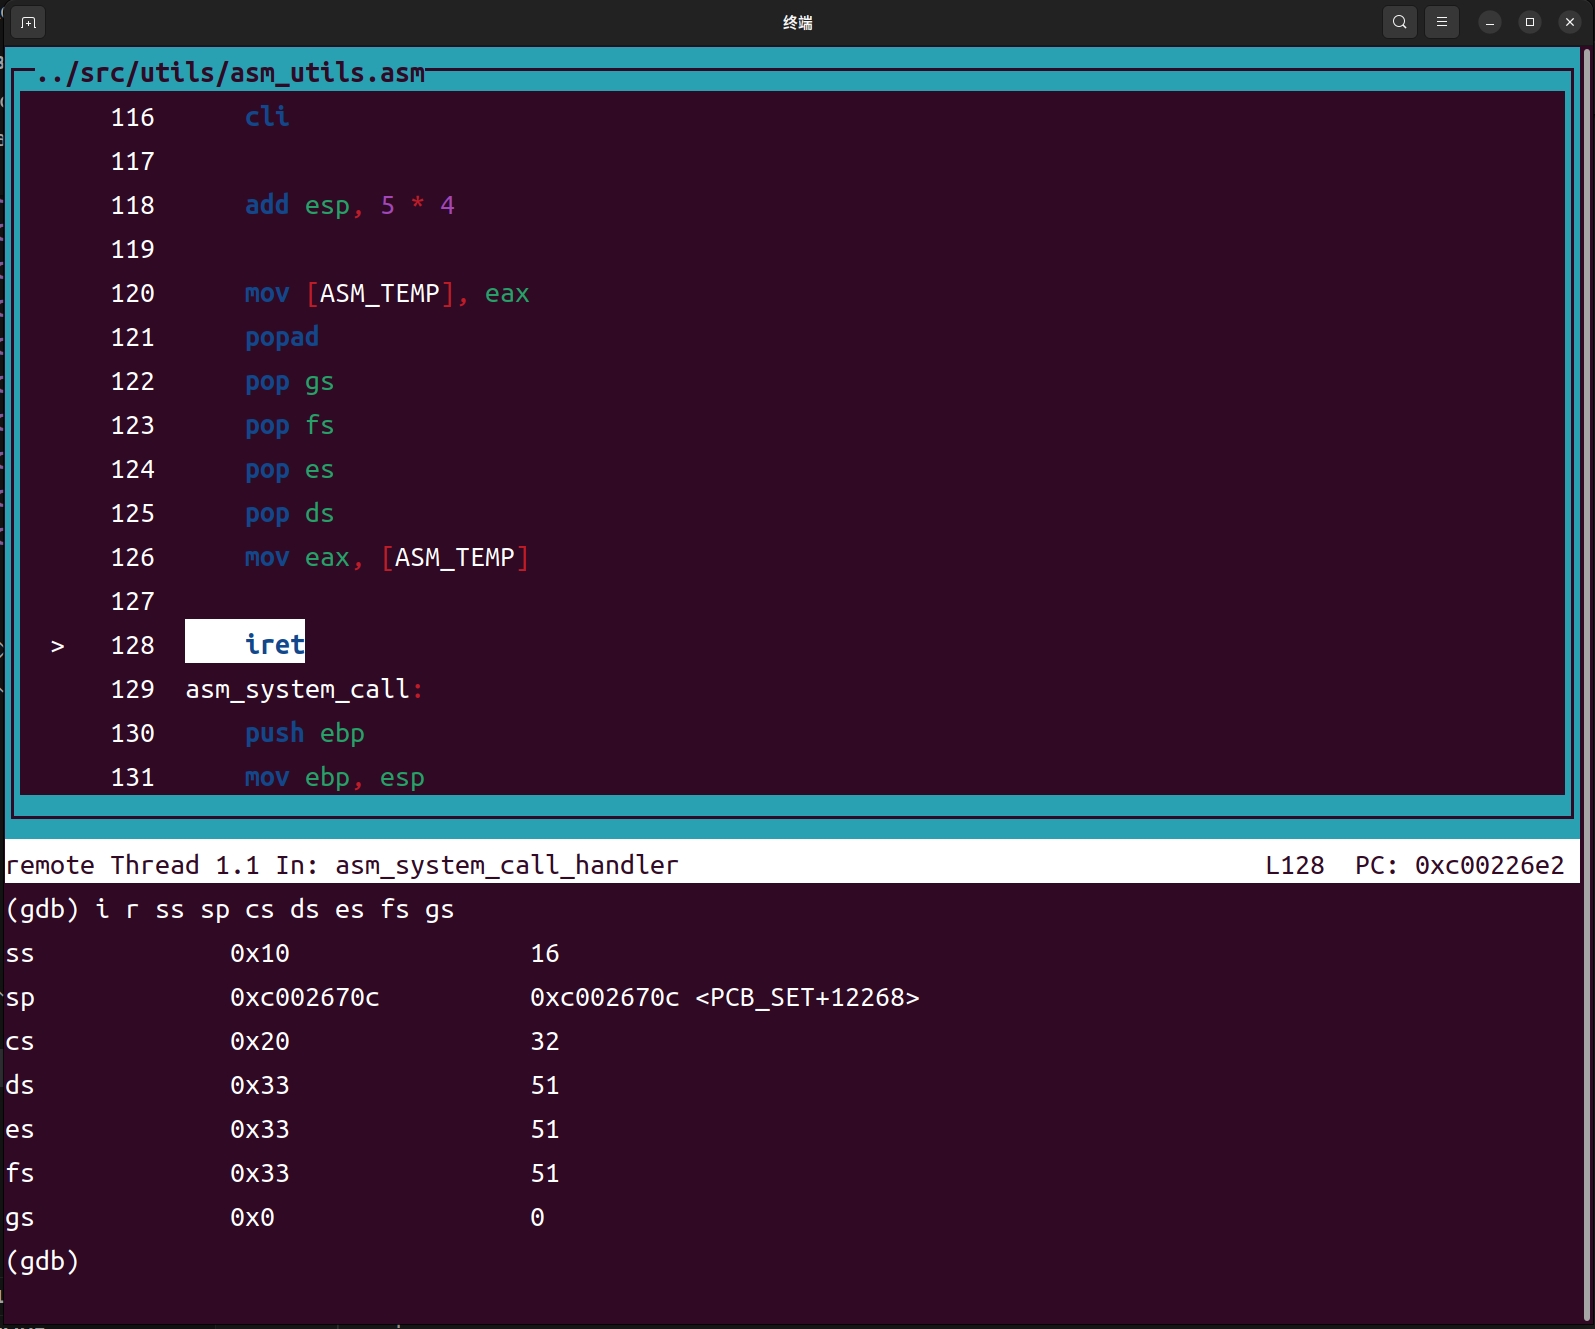 终端
../src/utils/asm_utils.asm
116 cli
117
118 add esp, 5 * 4
119
120 mov [ASM_TEMP], eax
121 popad
122 pop gs
123 pop fs
124 pop es
125 pop ds
126 mov eax, [ASM_TEMP]
127
> 128 iret
129 asm_system_call:
130 push ebp
131 mov ebp, esp
remote Thread 1.1 In: asm_system_call_handler L128 PC: 0xc00226e2
(gdb) i r ss sp cs ds es fs gs
ss 0x10 16
sp 0xc002670c 0xc002670c <PCB_SET+12268>
cs 0x20 32
ds 0x33 51
es 0x33 51
fs 0x33 51
gs 0x0 0
(gdb)